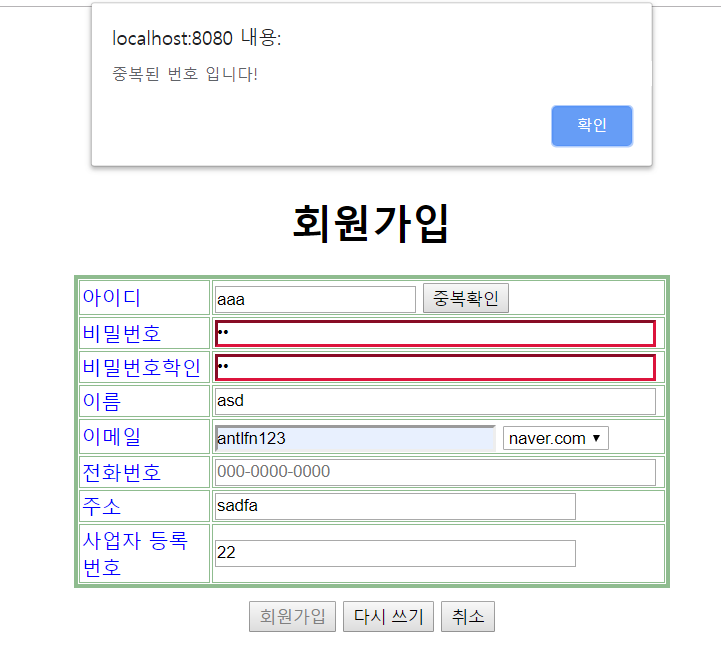 localhost:8080 내용:
중복된 번호 입니다!
확인
회원가입
아이디 aaa 중복확인
비밀번호 ••
비밀번호학인 ••
이름 asd
이메일 antlfn123 naver.com ▼
전화번호 000-0000-0000
주소 sadfa
사업자 등록
번호 22
회원가입 다시 쓰기 취소